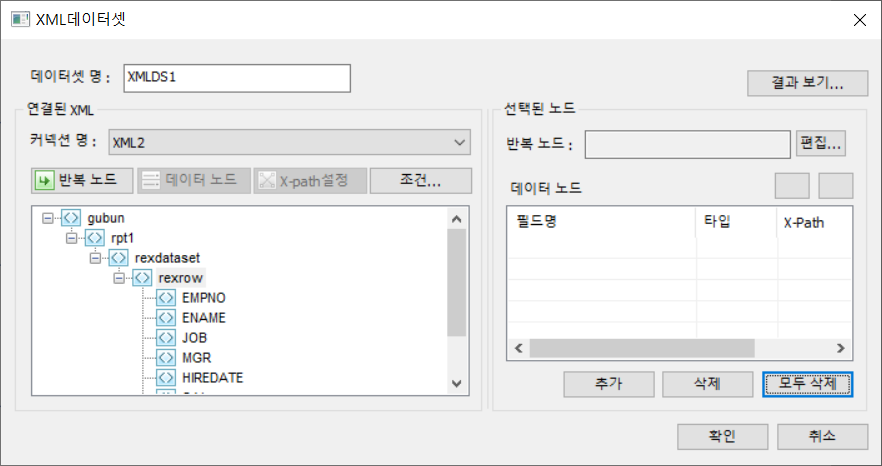 XML데이터셋
데이터셋 명 :
XMLDS1
결과 보기...
연결된 XML
커넥션 명 :
XML2
반복 노드
데이터 노드
X-path설정
조건...
gubun
rpt1
rexdataset
rexrow
EMPNO
ENAME
JOB
MGR
HIREDATE
선택된 노드
반복 노드 :
편집...
데이터 노드
필드명
타입
X-Path
추가
삭제
모두 삭제
확인
취소